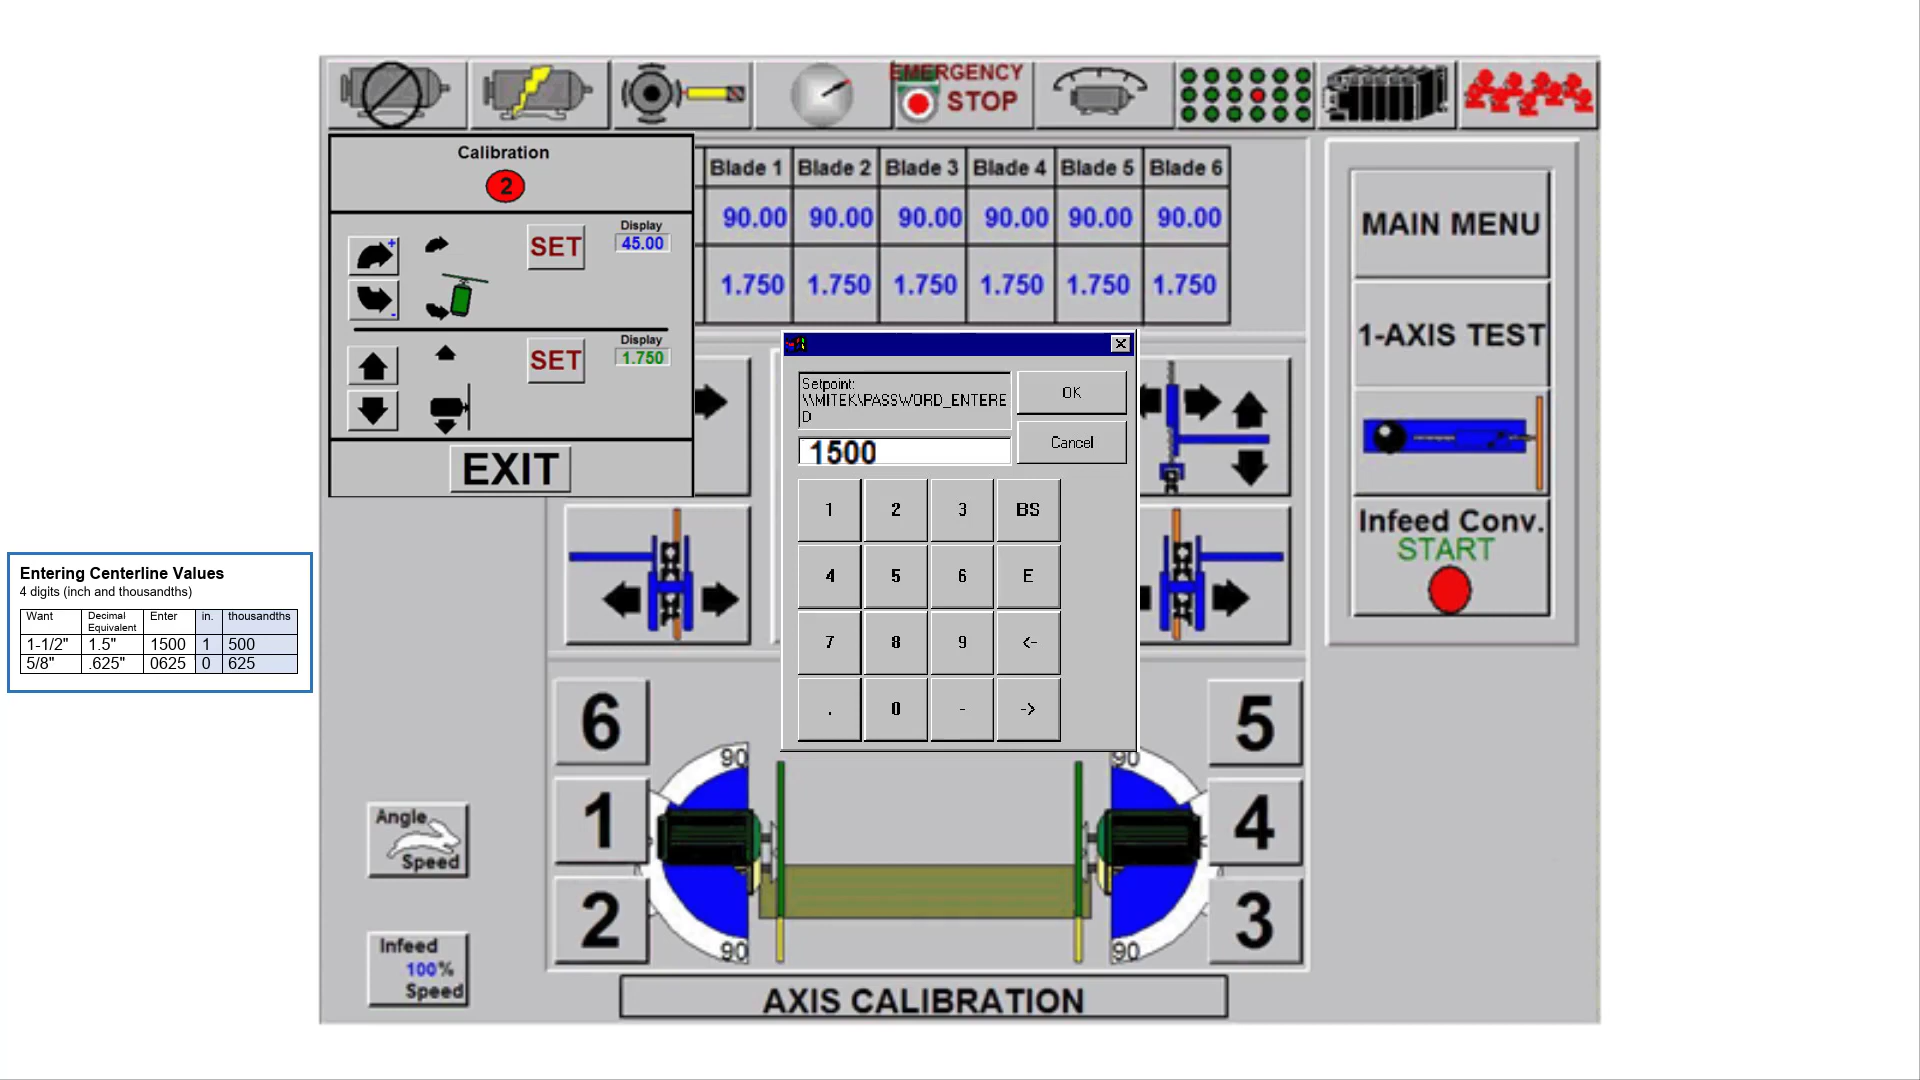 EMERGENCY
STOP
Calibration
2
+
-
SET
Display
45.00
SET
Display
1.750
EXIT
Blade 1 Blade 2 Blade 3 Blade 4 Blade 5 Blade 6
90.00 90.00 90.00 90.00 90.00 90.00
1.750 1.750 1.750 1.750 1.750 1.750
MAIN MENU
1-AXIS TEST
Infeed Conv.
START
Setpoint:
\\MITEK\PASSWORD_ENTERE
D
OK
1500
Cancel
1 2 3 BS
4 5 6 E
7 8 9 <-
. 0 - ->
Entering Centerline Values
4 digits (inch and thousandths)
Want Decimal Equivalent Enter in. thousandths
1-1/2" 1.5" 1500 1 500
5/8" .625" 0625 0 625
6
1
2
90
90
5
4
3
90
90
Angle
Speed
Infeed
100%
Speed
AXIS CALIBRATION